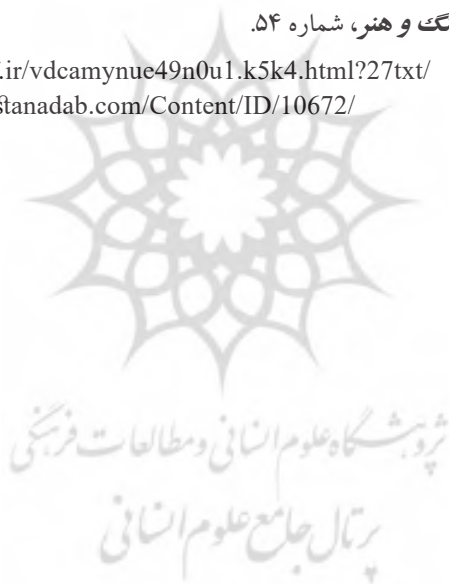 گ و هنر، شماره ۵۴.
.ir/vdcamynue49n0u1.k5k4.html?27txt/
stanadab.com/Content/ID/10672/
پژوهشگاه علوم انسانی و مطالعات فرهنگی
پرتال جامع علوم انسانی